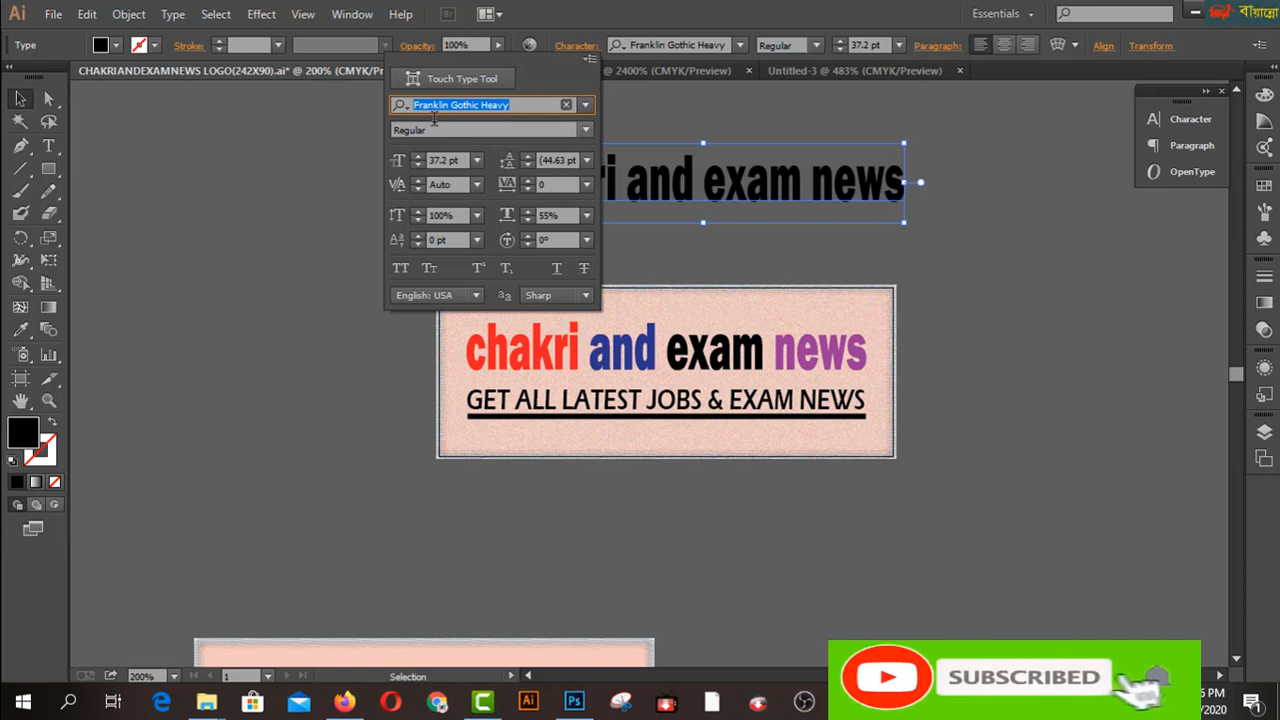 Ai File Edit Object Type Select Effect View Window Help Br Essentials বায়ান্নো
Type Stroke: Opacity: 100% Character: Franklin Gothic Heavy Regular 37.2 pt Paragraph: Align Transform
CHAKRIANDEXAMNEWS LOGO(242X90).ai* @ 200% (CMYK/Pre @ 2400% (CMYK/Preview) × Untitled-3 @ 483% (CMYK/Preview) ×
Touch Type Tool
Franklin Gothic Heavy
Regular
37.2 pt (44.63 pt
Auto 0
100% 55%
0 pt 0°
English: USA Sharp
Character
Paragraph
OpenType
ri and exam news
chakri and exam news
GET ALL LATEST JOBS & EXAM NEWS
200% 1 Selection
SUBSCRIBED